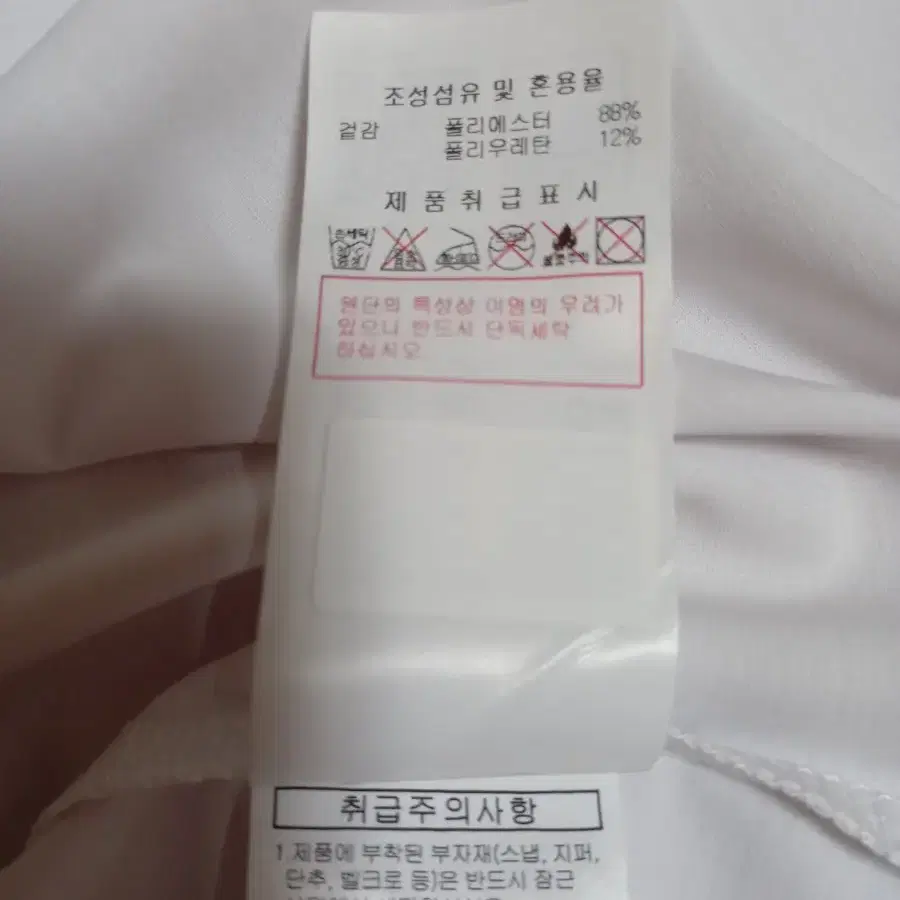 조성섬유 및 혼용율
겉감 폴리에스터 88%
폴리우레탄 12%
제품취급표시
손세탁
원단의 특성상 이염의 우려가
있으니 반드시 단독세탁
하십시오
취급주의사항
1.제품에 부착된 부자재(스냅, 지퍼,
단추, 벨크로 등)은 반드시 잠근